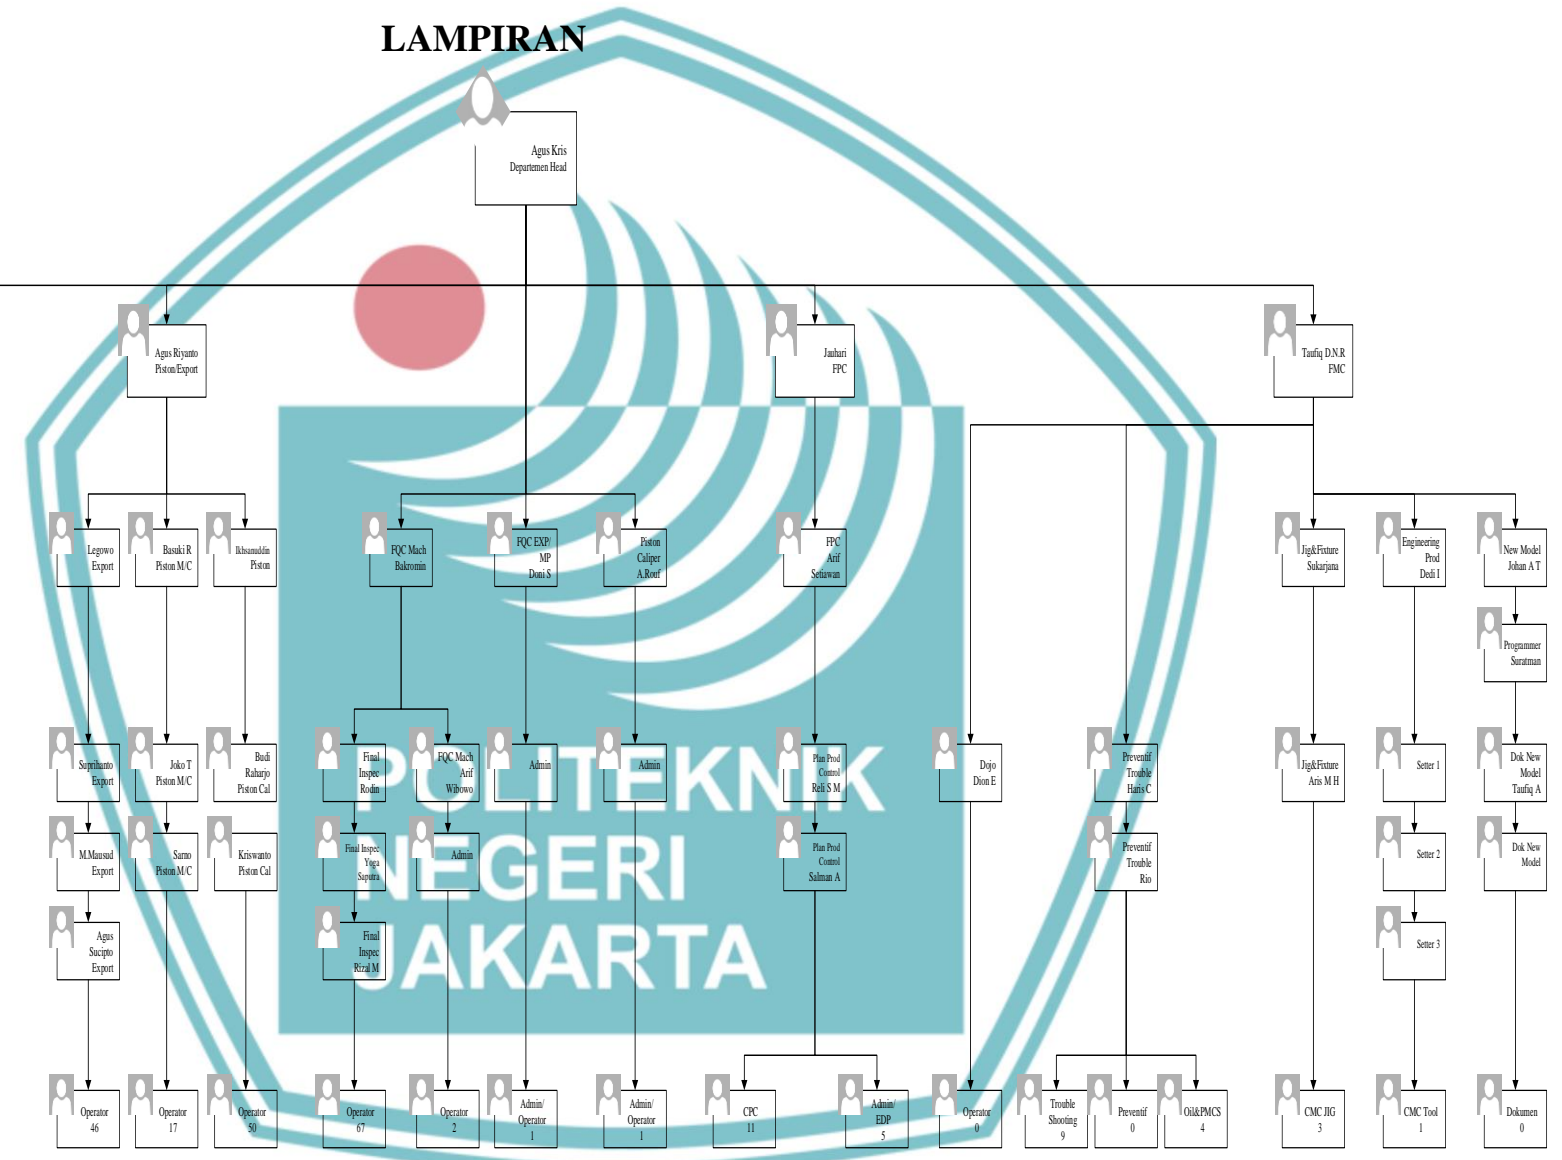 LAMPIRAN
Agus Kris
Departemen Head
Agus Riyanto
Piston/Export
Jauhari
FPC
Taufiq D.N.R
FMC
Legowo
Export
Basuki R
Piston M/C
Ikhsanuddin
Piston
FQC Mach
Bakromin
FQC EXP/
MP
Doni S
Piston
Caliper
A.Rouf
FPC
Arif
Setiawan
Jig&Fixture
Sukarjana
Engineering
Prod
Dedi I
New Model
Johan A T
Programmer
Suratman
Suprihanto
Export
Joko T
Piston M/C
Budi
Raharjo
Piston Cal
Final
Inspec
Rodin
FQC Mach
Arif
Wibowo
Admin
Admin
Plan Prod
Control
Reli S M
Dojo
Dion E
Preventif
Trouble
Haris C
Jig&Fixture
Aris M H
Setter 1
Dok New
Model
Taufiq A
M.Mausud
Export
Sarno
Piston M/C
Kriswanto
Piston Cal
Final Inspec
Yoga
Saputra
Admin
Plan Prod
Control
Salman A
Preventif
Trouble
Rio
Setter 2
Dok New
Model
Agus
Sucipto
Export
Final
Inspec
Rizal M
Setter 3
Operator
46
Operator
17
Operator
50
Operator
67
Operator
2
Admin/
Operator
1
Admin/
Operator
1
CPC
11
Admin/
EDP
5
Operator
0
Trouble
Shooting
9
Preventif
0
Oil&PMCS
4
CMC JIG
3
CMC Tool
1
Dokumen
0
POLITEKNIK
NEGERI
JAKARTA